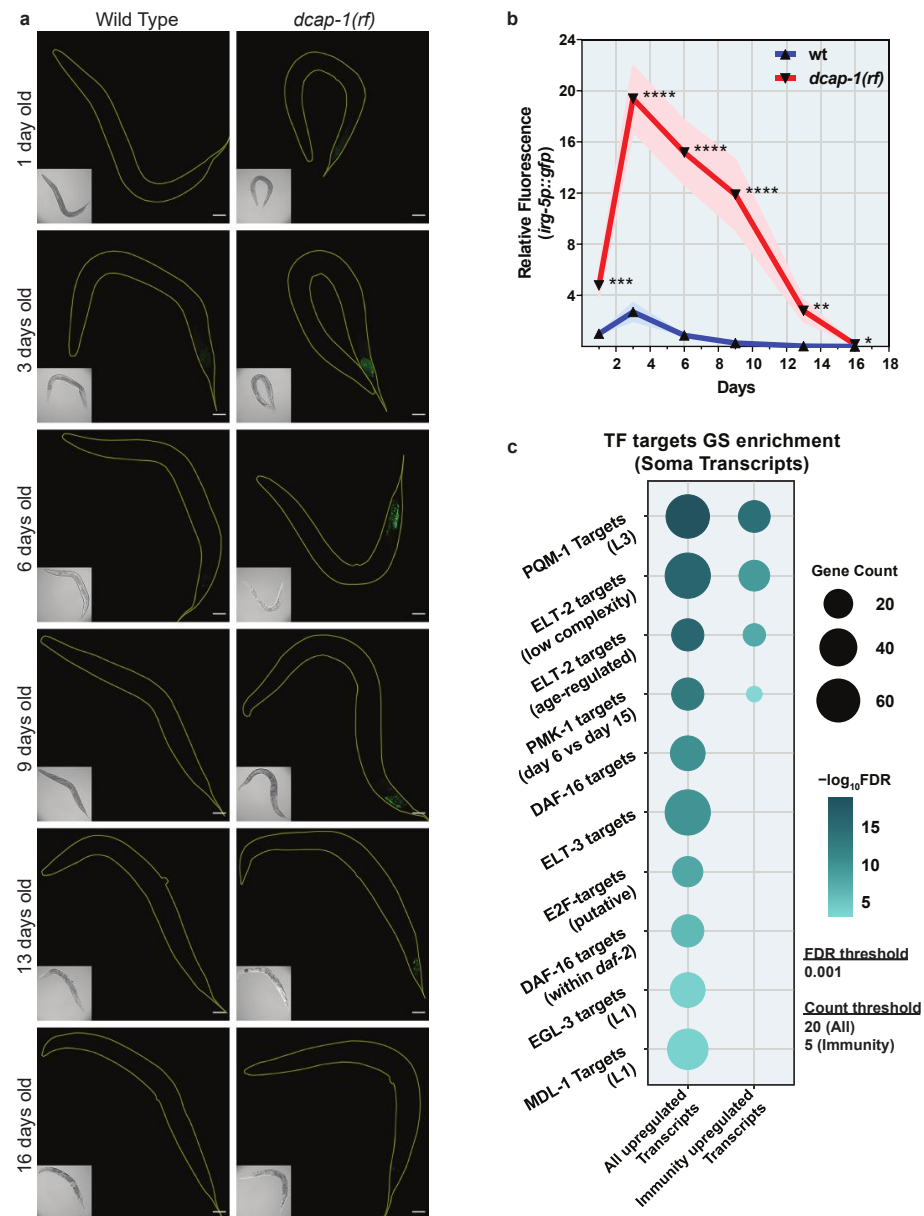 a
Wild Type
dcap-1(rf)
1 day old
3 days old
6 days old
9 days old
13 days old
16 days old
b
Relative Fluorescence
(irg-5p::gfp)
24
20
16
12
8
4
wt
dcap-1(rf)
****
****
****
***
**
*
2
4
6
8
10
12
14
16
18
Days
c
TF targets GS enrichment
(Soma Transcripts)
PQM-1 Targets
(L3)
ELT-2 targets
(low complexity)
ELT-2 targets
(age-regulated)
PMK-1 targets
(day 6 vs day 15)
DAF-16 targets
ELT-3 targets
E2F-targets
(putative)
DAF-16 targets
(within daf-2)
EGL-3 targets
(L1)
MDL-1 Targets
(L1)
All upregulated
Transcripts
Immunity upregulated
Transcripts
Gene Count
20
40
60
−log₁₀FDR
15
10
5
FDR threshold
0.001
Count threshold
20 (All)
5 (Immunity)